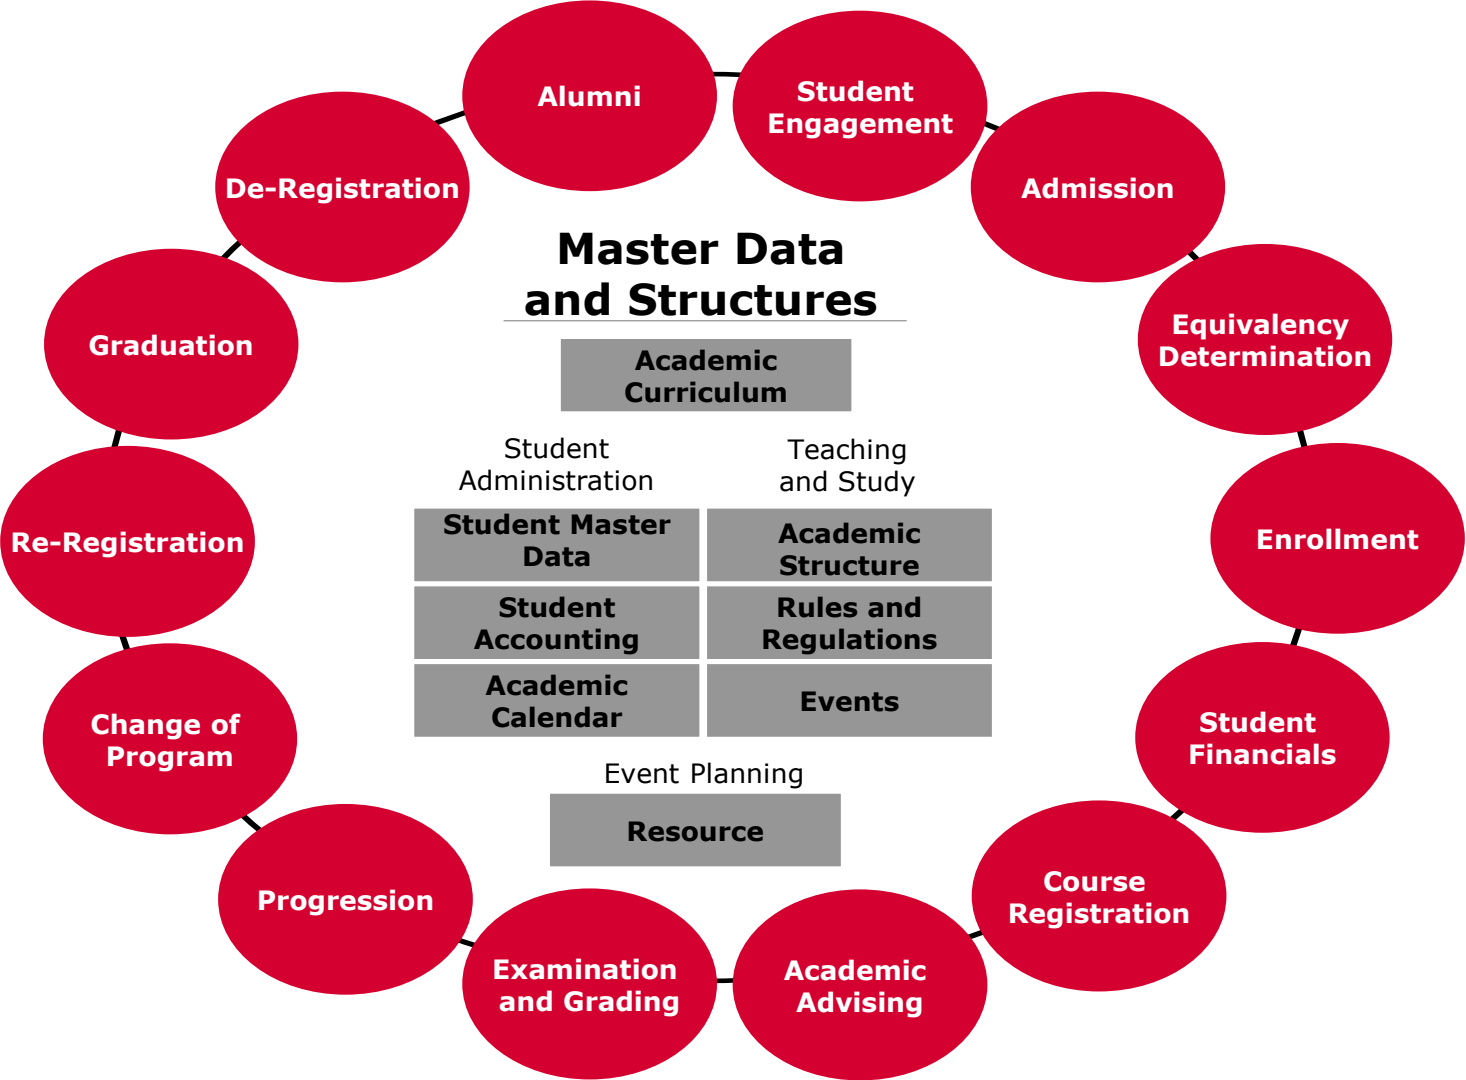 Alumni
Student
Engagement
Admission
Equivalency
Determination
Enrollment
Student
Financials
Course
Registration
Academic
Advising
Examination
and Grading
Progression
Change of
Program
Re-Registration
Graduation
De-Registration
Master Data
and Structures
Academic
Curriculum
Student
Administration
Student Master
Data
Student
Accounting
Academic
Calendar
Teaching
and Study
Academic
Structure
Rules and
Regulations
Events
Event Planning
Resource